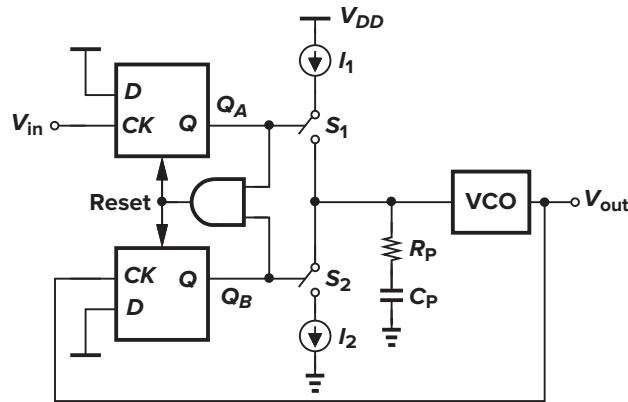 V_DD
I_1
D
Q_A
V_in
CK
Q
S_1
Reset
VCO
V_out
R_P
CK
Q
S_2
C_P
D
Q_B
I_2